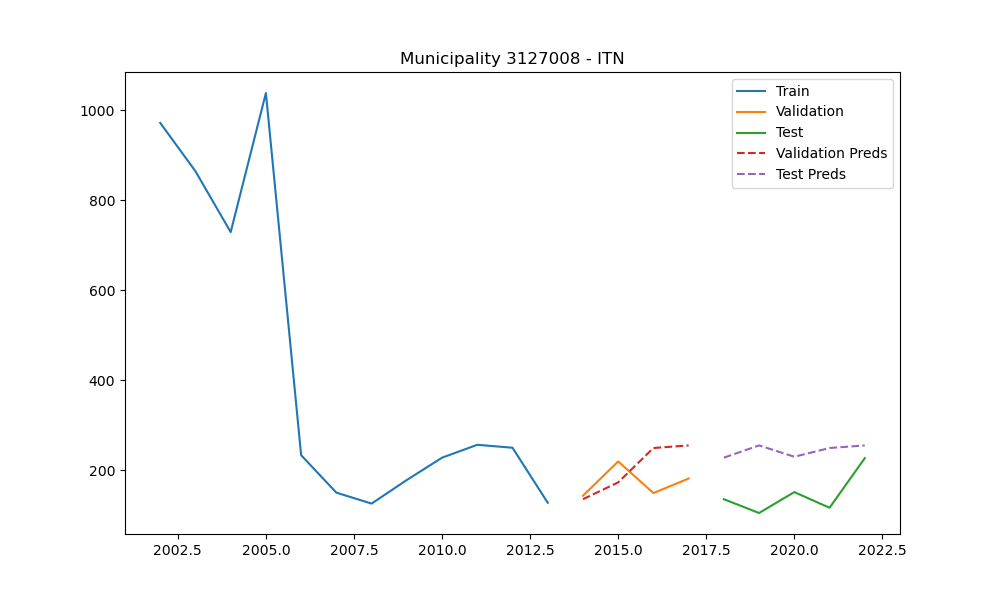 Municipality 3127008 - ITN
Train
Validation
Test
Validation Preds
Test Preds
1000
800
600
400
200
2002.5 2005.0 2007.5 2010.0 2012.5 2015.0 2017.5 2020.0 2022.5